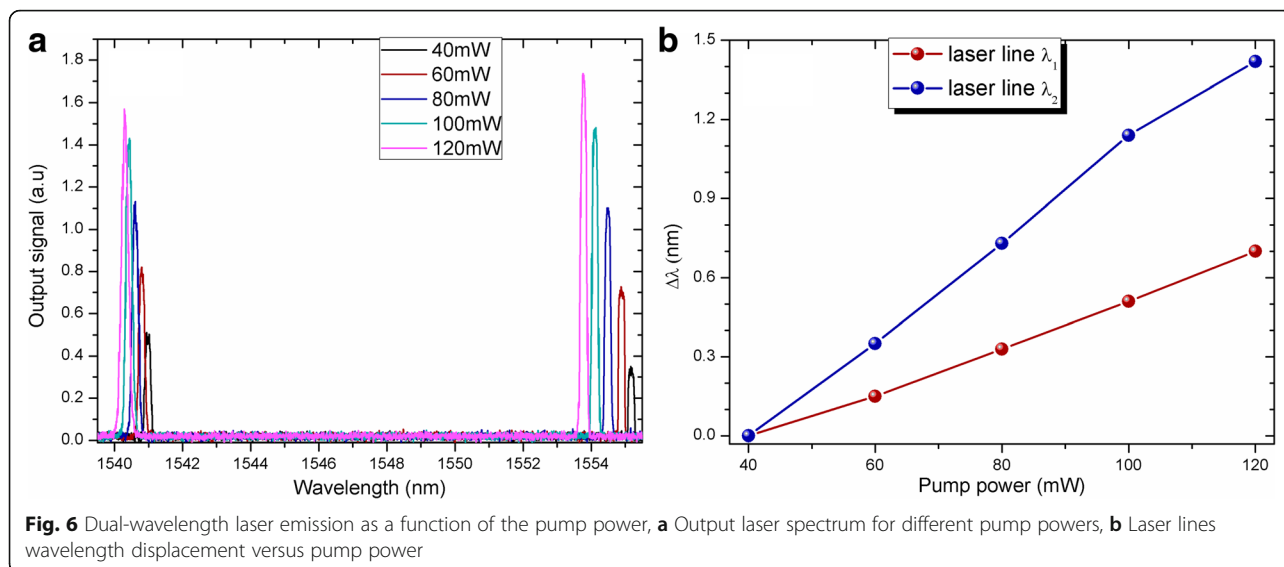 a
40mW
60mW
80mW
100mW
120mW
Output signal (a.u)
1.8
1.6
1.4
1.2
1.0
0.8
0.6
0.4
0.2
0.0
1540 1542 1544 1546 1548 1550 1552 1554
Wavelength (nm)
b
laser line λ1
laser line λ2
Δλ (nm)
1.5
1.2
0.9
0.6
0.3
0.0
40 60 80 100 120
Pump power (mW)
Fig. 6 Dual-wavelength laser emission as a function of the pump power, a Output laser spectrum for different pump powers, b Laser lines
wavelength displacement versus pump power